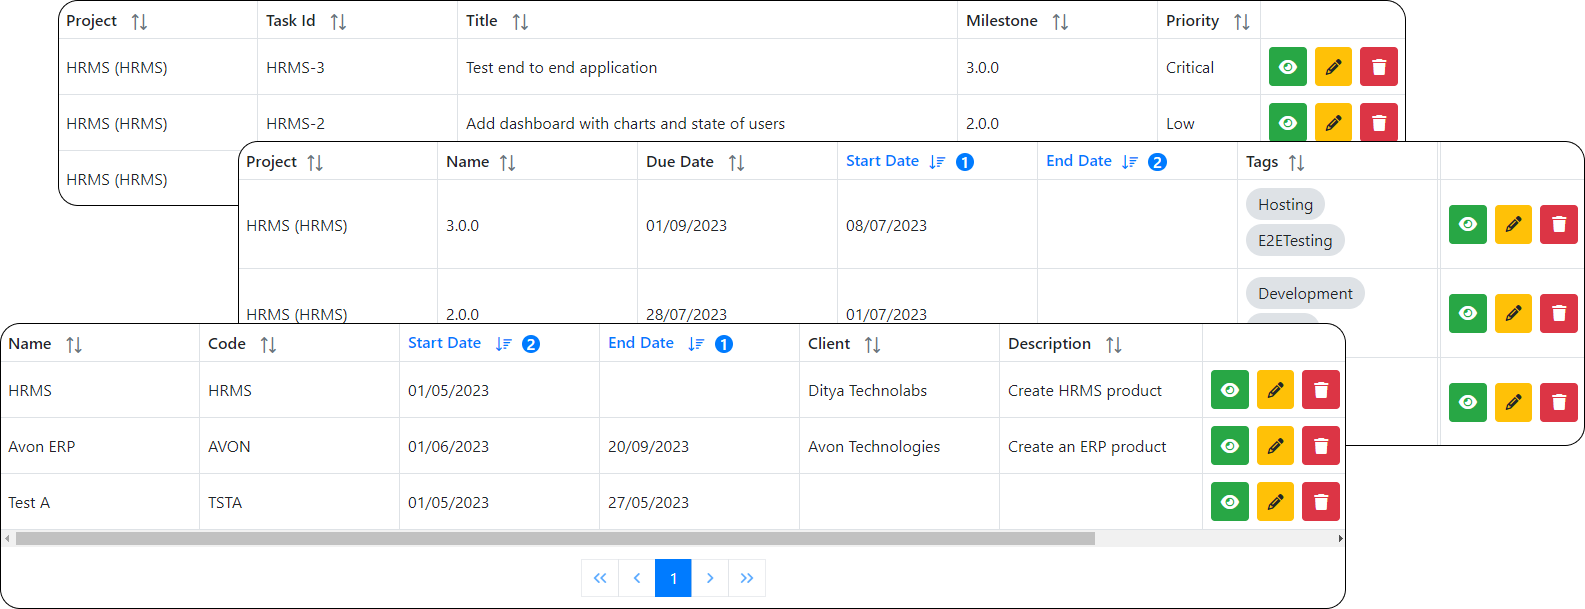 Project Task Id Title Milestone Priority
HRMS (HRMS) HRMS-3 Test end to end application 3.0.0 Critical
HRMS (HRMS) HRMS-2 Add dashboard with charts and state of users 2.0.0 Low
HRMS (HRMS)
Project Name Due Date Start Date 1 End Date 2 Tags
HRMS (HRMS) 3.0.0 01/09/2023 08/07/2023 Hosting
E2ETesting
HRMS (HRMS) 2.0.0 28/07/2023 01/07/2023 Development
Name Code Start Date 2 End Date 1 Client Description
HRMS HRMS 01/05/2023 Ditya Technolabs Create HRMS product
Avon ERP AVON 01/06/2023 20/09/2023 Avon Technologies Create an ERP product
Test A TSTA 01/05/2023 27/05/2023
« ‹ 1 › »